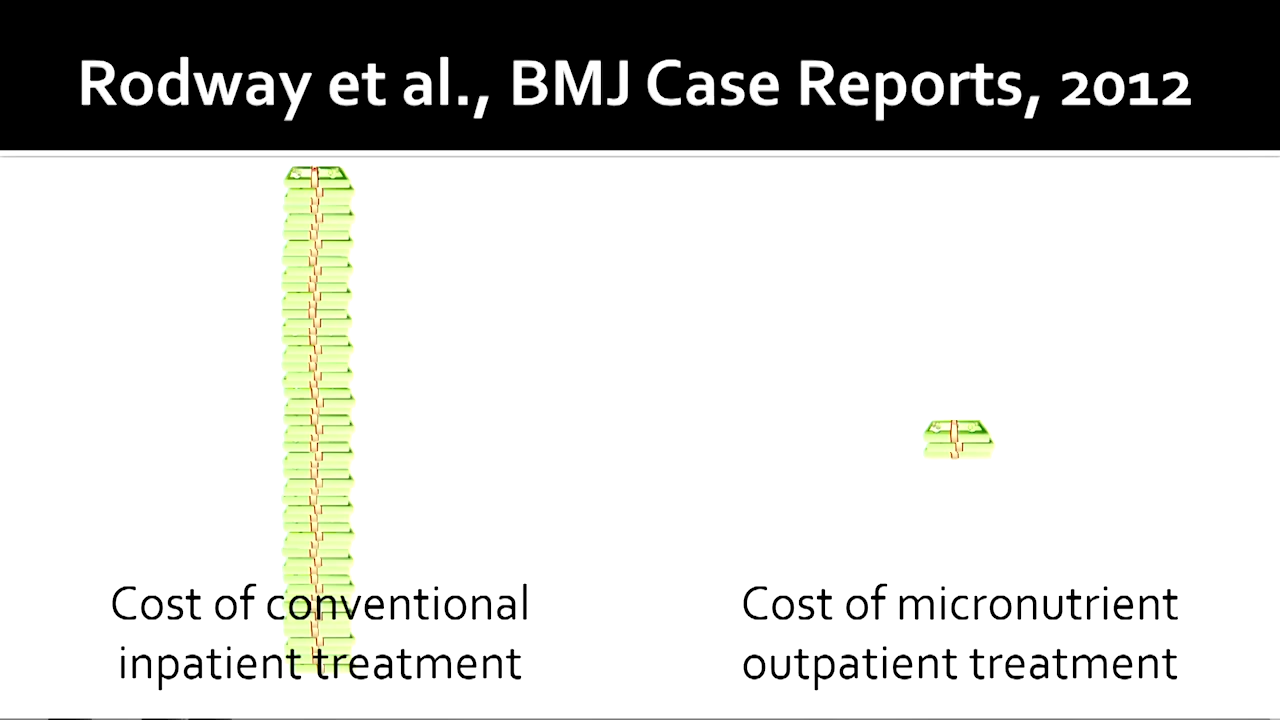 Rodway et al., BMJ Case Reports, 2012
Cost of conventional
inpatient treatment
Cost of micronutrient
outpatient treatment